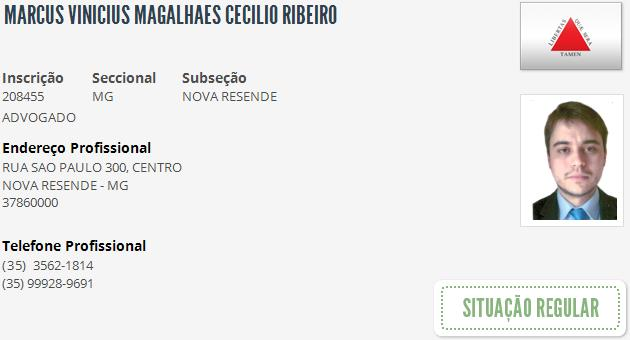 MARCUS VINICIUS MAGALHAES CECILIO RIBEIRO
LIBERTAS QUÆ SERA
TAMEN
Inscrição Seccional Subseção
208455 MG NOVA RESENDE
ADVOGADO
Endereço Profissional
RUA SAO PAULO 300, CENTRO
NOVA RESENDE - MG
37860000
Telefone Profissional
(35) 3562-1814
(35) 99928-9691
SITUAÇÃO REGULAR